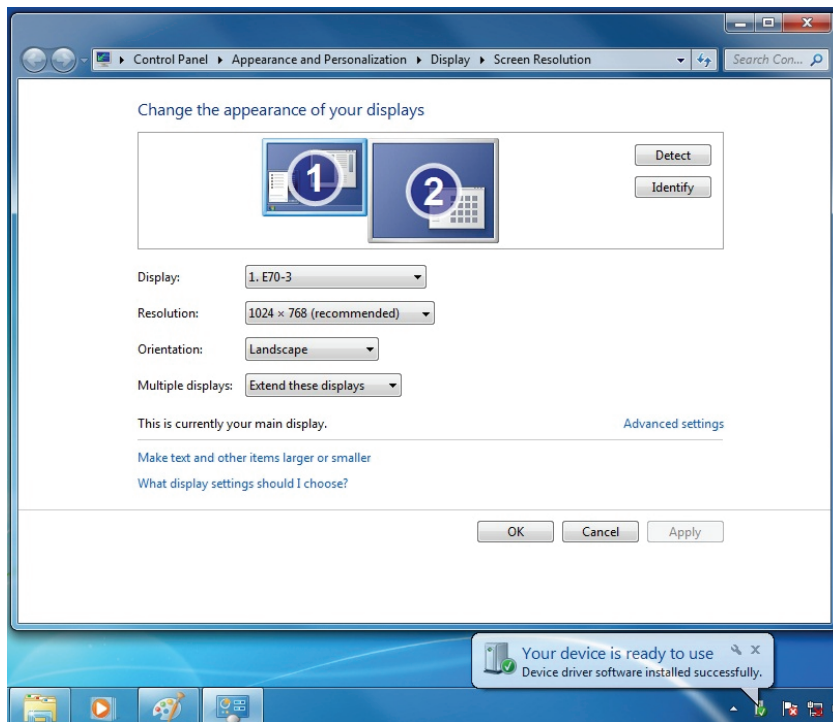 Control Panel ▸ Appearance and Personalization ▸ Display ▸ Screen Resolution
Search Con...
Change the appearance of your displays
1
2
Detect
Identify
Display: 1. E70-3
Resolution: 1024 × 768 (recommended)
Orientation: Landscape
Multiple displays: Extend these displays
This is currently your main display. Advanced settings
Make text and other items larger or smaller
What display settings should I choose?
OK Cancel Apply
Your device is ready to use
Device driver software installed successfully.